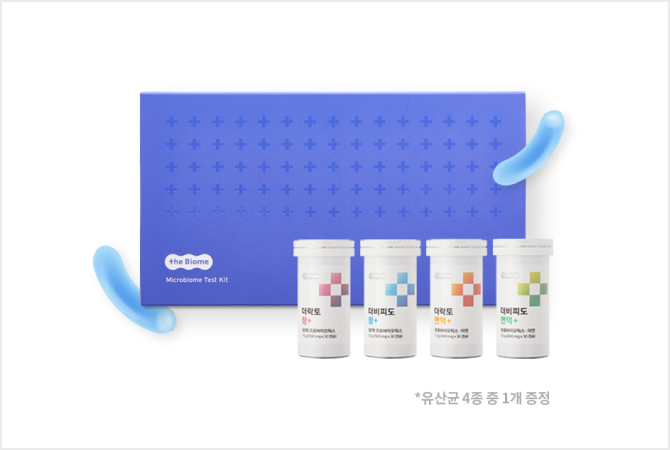 the Biome
Microbiome Test Kit
더락토
장+
더비피도
장+
더락토
면역+
더비피도
면역+
*유산균 4종 중 1개 증정